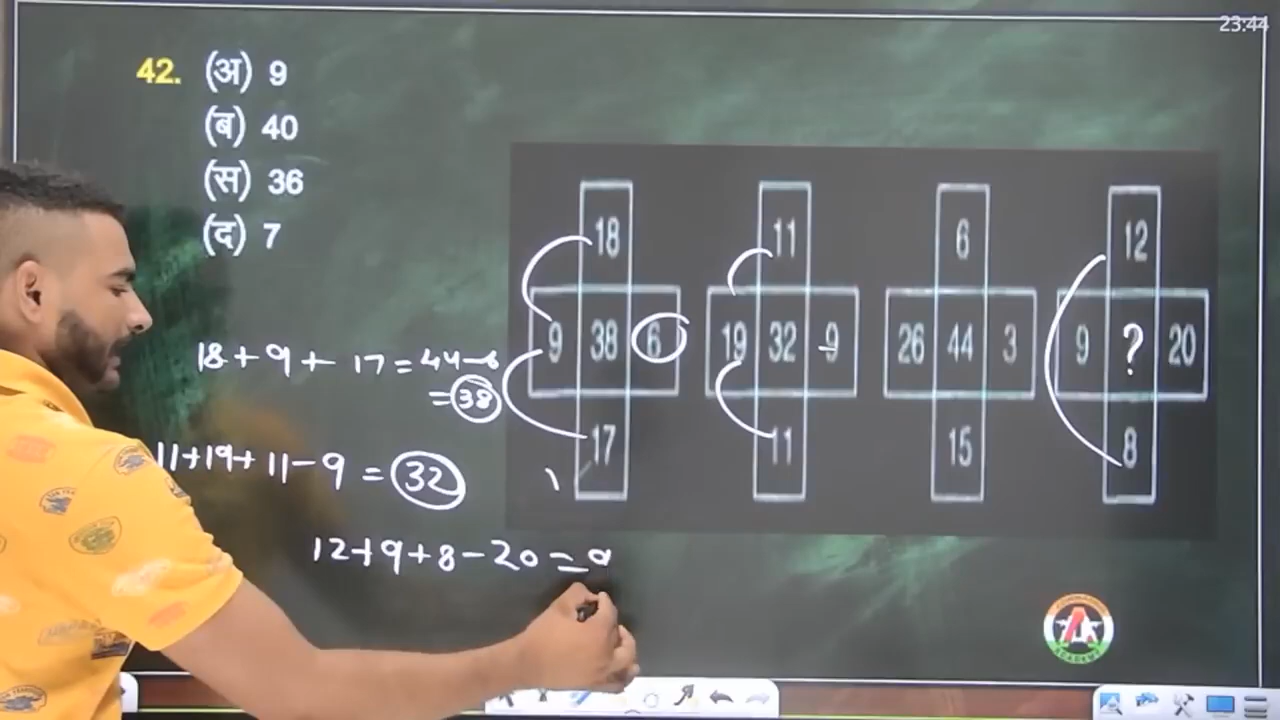 23:44
42. (अ) 9
(ब) 40
(स) 36
(द) 7
18 11 6 12
9 38 6 19 32 9 26 44 3 9 ? 20
17 11 15 8
18+9+ 17=44-6
=38
11+19+11-9 = 32
12+9+8-20=9
ACADEMY